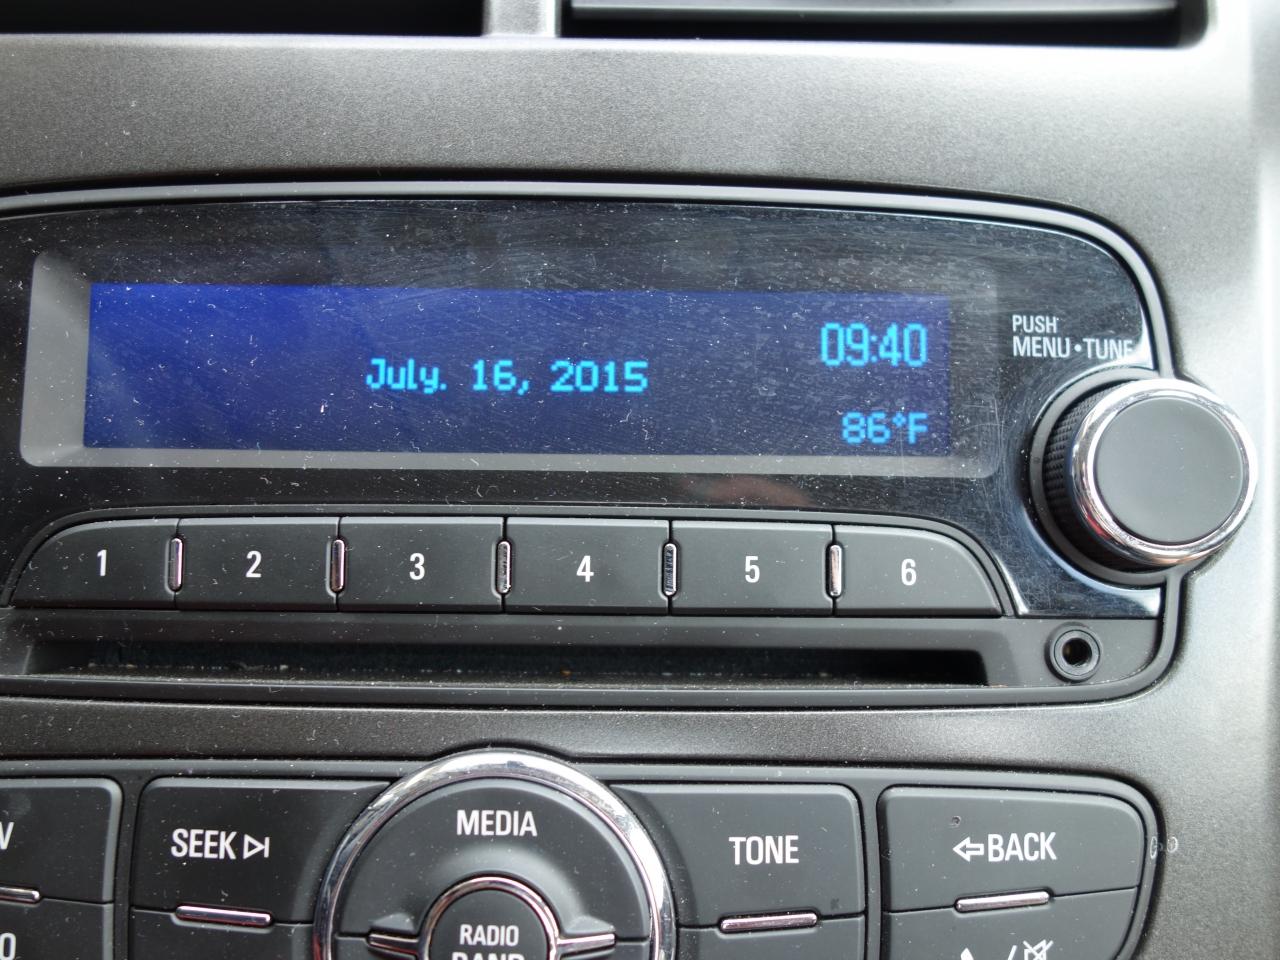 09:40
July. 16, 2015
86°F
PUSH
MENU•TUNE
1 2 3 4 5 6
SEEK
MEDIA
TONE
BACK
RADIO
BAND